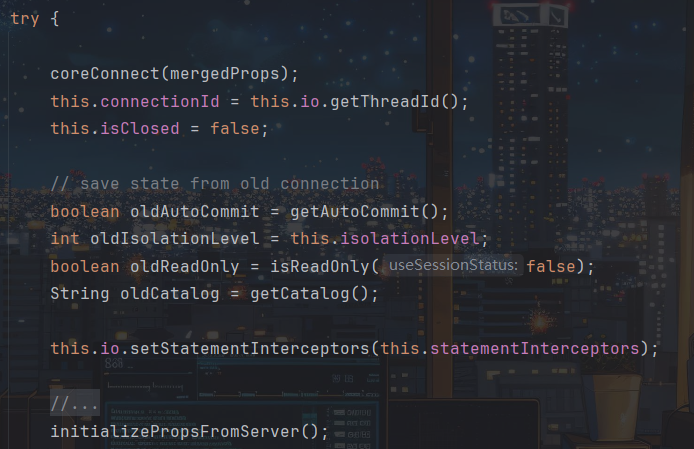 try {
coreConnect(mergedProps);
this.connectionId = this.io.getThreadId();
this.isClosed = false;
// save state from old connection
boolean oldAutoCommit = getAutoCommit();
int oldIsolationLevel = this.isolationLevel;
boolean oldReadOnly = isReadOnly( useSessionStatus: false);
String oldCatalog = getCatalog();
this.io.setStatementInterceptors(this.statementInterceptors);
//...
initializePropsFromServer();